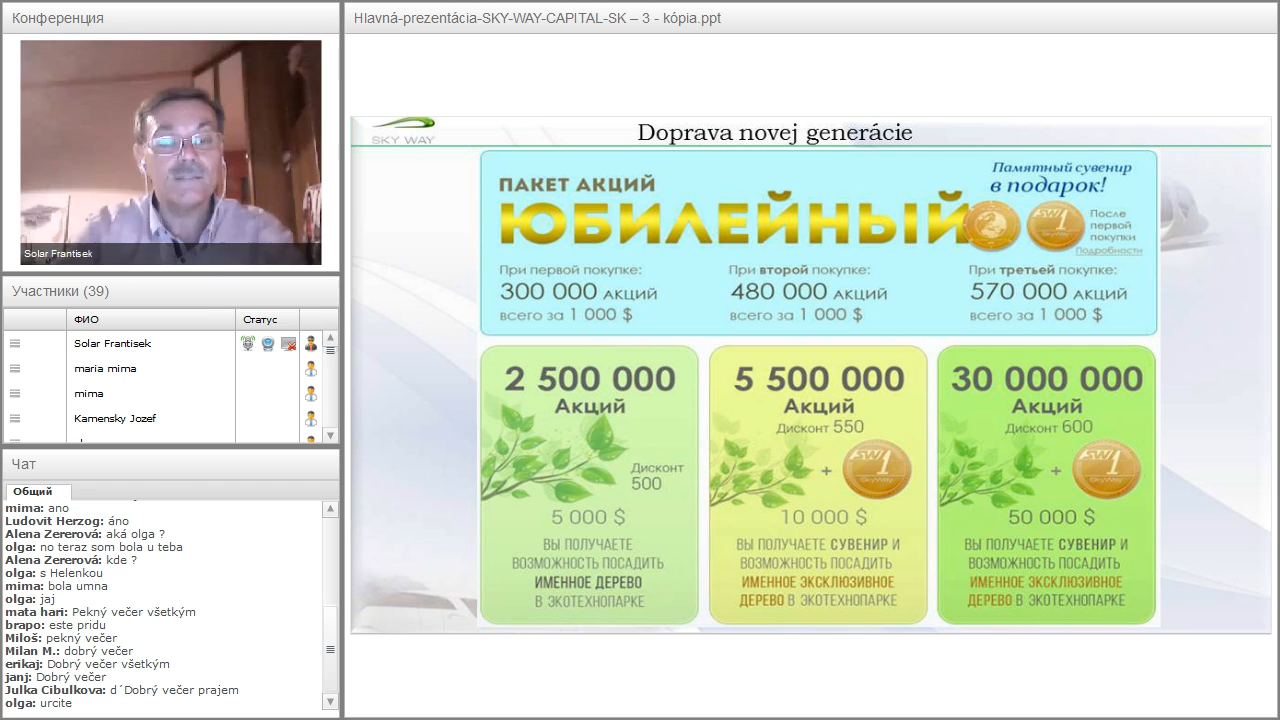 Конференция
Solar Frantisek
Участники (39)
ФИО
Статус
Solar Frantisek
maria mima
mima
Kamensky Jozef
Чат
Общий
mima: ano
Ludovit Herzog: áno
Alena Zererová: aká olga ?
olga: no teraz som bola u teba
Alena Zererová: kde ?
olga: s Helenkou
mima: bola umna
olga: jaj
mata hari: Pekný večer všetkým
brapo: este pridu
Miloš: pekný večer
Milan M.: dobrý večer
erikaj: Dobrý večer všetkým
janj: Dobrý večer
Julka Cibulkova: d´Dobrý večer prajem
olga: urcite
Hlavná-prezentácia-SKY-WAY-CAPITAL-SK – 3 - kópia.ppt
SKY WAY
Doprava novej generácie
ПАКЕТ АКЦИЙ
ЮБИЛЕЙНЫЙ
Памятный сувенир
в подарок!
SW1
После
первой
покупки
Подробности
При первой покупке:
300 000 АКЦИЙ
всего за 1 000 $
При второй покупке:
480 000 АКЦИЙ
всего за 1 000 $
При третьей покупке:
570 000 АКЦИЙ
всего за 1 000 $
2 500 000
Акций
Дисконт
500
5 000 $
ВЫ ПОЛУЧАЕТЕ
ВОЗМОЖНОСТЬ ПОСАДИТЬ
ИМЕННОЕ ДЕРЕВО
В ЭКОТЕХНОПАРКЕ
5 500 000
Акций
Дисконт 550
+
SW1
SkyWay
10 000 $
ВЫ ПОЛУЧАЕТЕ СУВЕНИР И
ВОЗМОЖНОСТЬ ПОСАДИТЬ
ИМЕННОЕ ЭКСКЛЮЗИВНОЕ
ДЕРЕВО В ЭКОТЕХНОПАРКЕ
30 000 000
Акций
Дисконт 600
+
SW1
SkyWay
50 000 $
ВЫ ПОЛУЧАЕТЕ СУВЕНИР И
ВОЗМОЖНОСТЬ ПОСАДИТЬ
ИМЕННОЕ ЭКСКЛЮЗИВНОЕ
ДЕРЕВО В ЭКОТЕХНОПАРКЕ